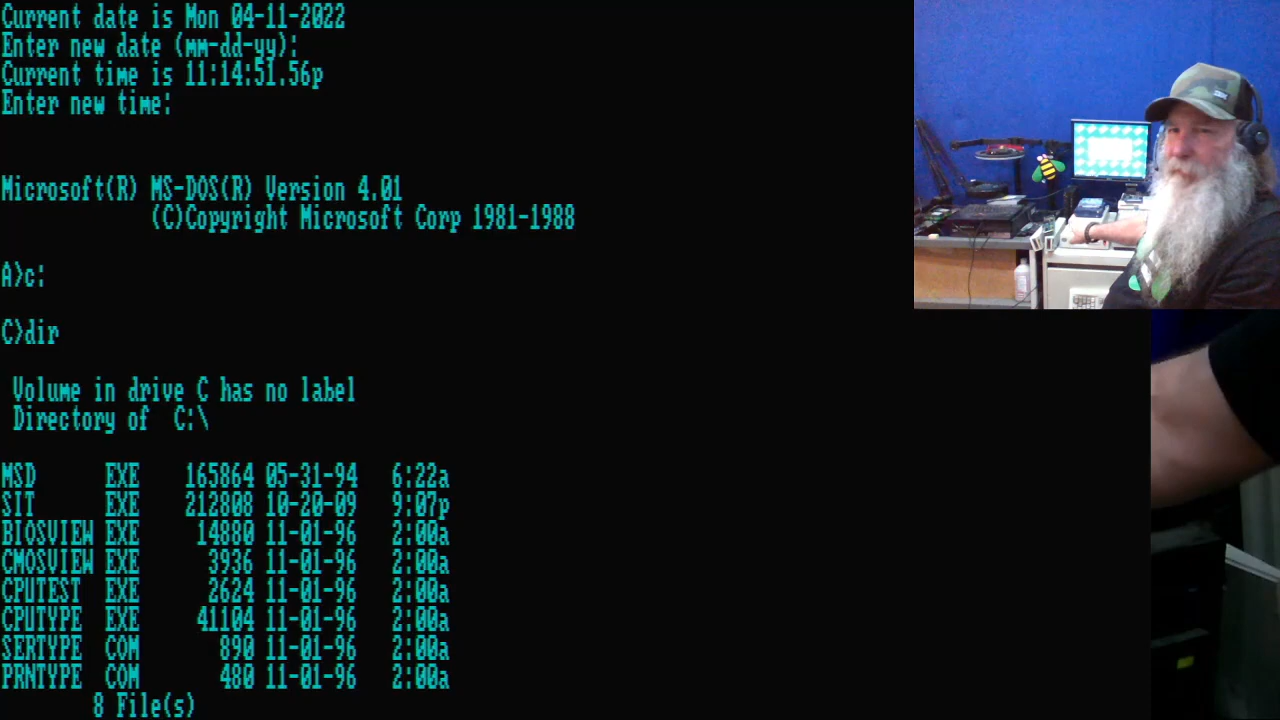 Current date is Mon 04-11-2022
Enter new date (mm-dd-yy):
Current time is 11:14:51.56p
Enter new time:
Microsoft(R) MS-DOS(R) Version 4.01
(C)Copyright Microsoft Corp 1981-1988
A>c:
C>dir
Volume in drive C has no label
Directory of C:\
MSD EXE 165864 05-31-94 6:22a
SIT EXE 212808 10-20-09 9:07p
BIOSVIEW EXE 14880 11-01-96 2:00a
CMOSVIEW EXE 3936 11-01-96 2:00a
CPUTEST EXE 2624 11-01-96 2:00a
CPUTYPE EXE 41104 11-01-96 2:00a
SERTYPE COM 890 11-01-96 2:00a
PRNTYPE COM 480 11-01-96 2:00a
8 File(s)